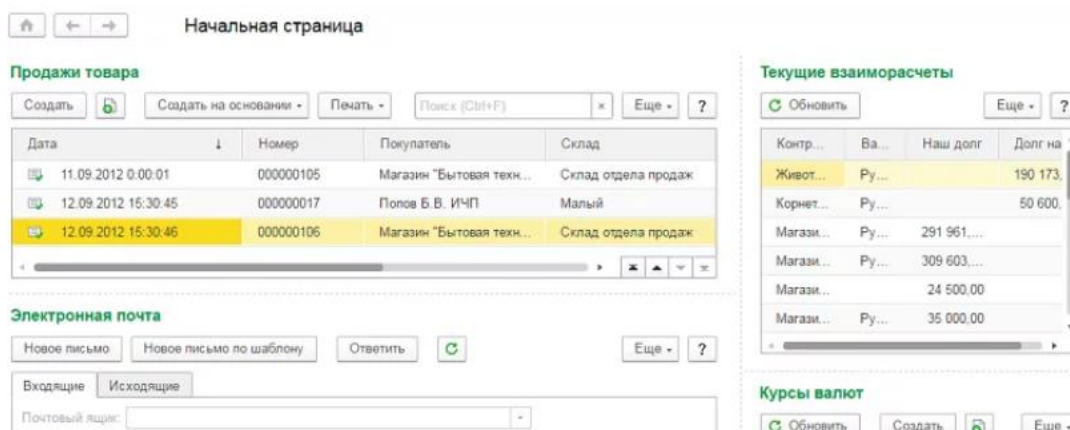 Начальная страница
Продажи товара
Создать Создать на основании Печать Поиск (Ctrl+F) × Еще ?
Дата ↓ Номер Покупатель Склад
11.09.2012 0:00:01 000000105 Магазин "Бытовая техн... Склад отдела продаж
12.09.2012 15:30:45 000000017 Попов Б.В. ИЧП Малый
12.09.2012 15:30:46 000000106 Магазин "Бытовая техн... Склад отдела продаж
Электронная почта
Новое письмо Новое письмо по шаблону Ответить Еще ?
Входящие Исходящие
Почтовый ящик:
Текущие взаиморасчеты
Обновить Еще ?
Контр... Ва... Наш долг Долг на
Живот... Ру... 190 173,
Корнет... Ру... 50 600,
Магази... Ру... 291 961,...
Магази... Ру... 309 603,...
Магази... 24 500,00
Магази... Ру... 35 000,00
Курсы валют
Обновить Создать Еще